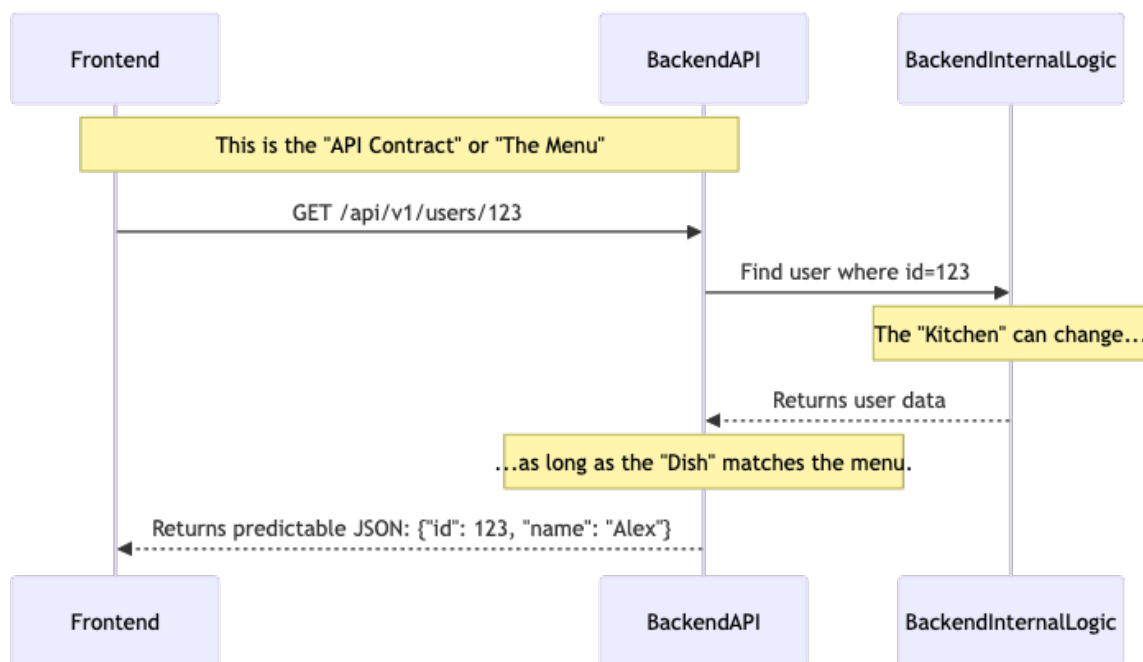 Frontend
BackendAPI
BackendInternalLogic
This is the "API Contract" or "The Menu"
GET /api/v1/users/123
Find user where id=123
The "Kitchen" can change...
Returns user data
...as long as the "Dish" matches the menu.
Returns predictable JSON: {"id": 123, "name": "Alex"}
Frontend
BackendAPI
BackendInternalLogic